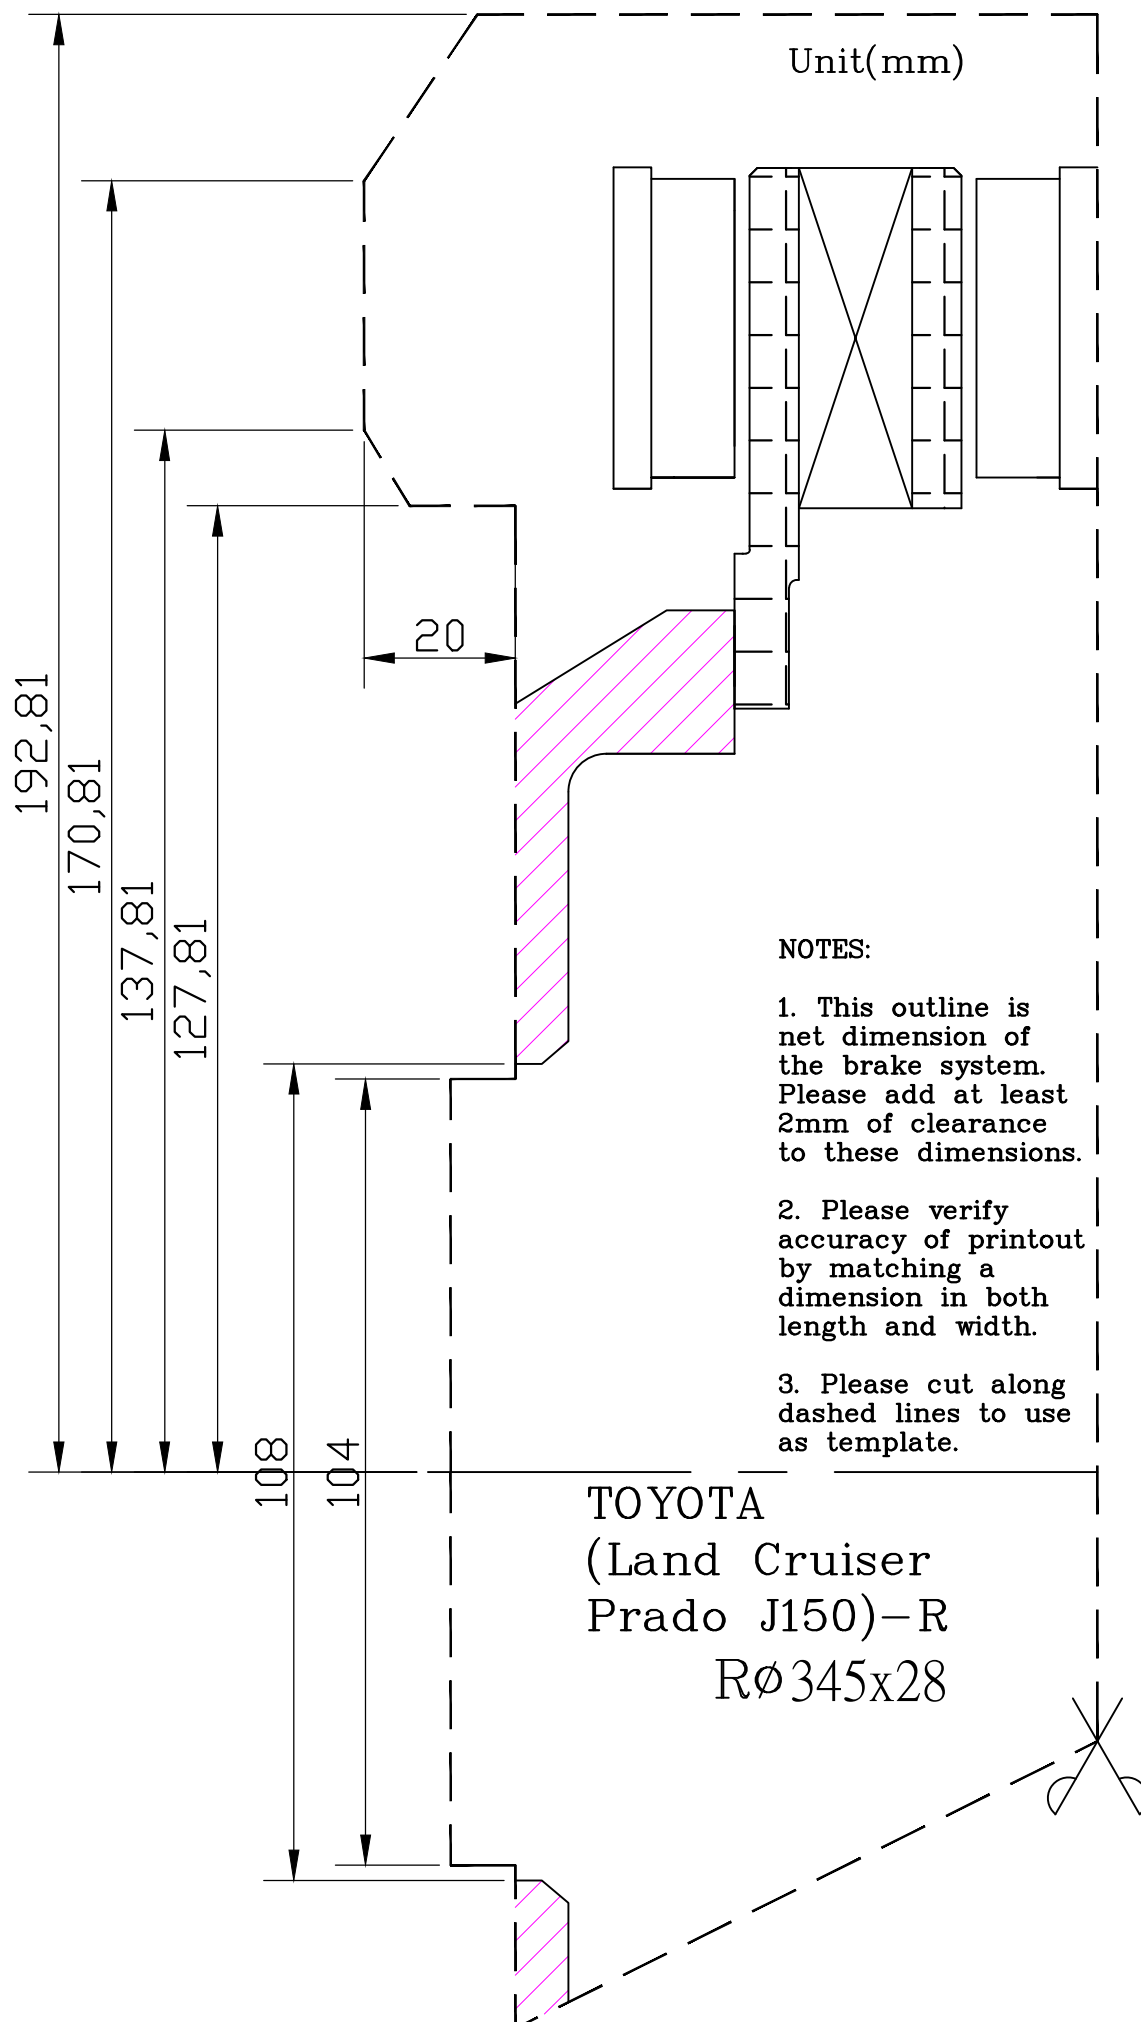 Unit(mm)
20
192,81
170,81
137,81
127,81
NOTES:
1. This outline is
net dimension of
the brake system.
Please add at least
2mm of clearance
to these dimensions.
2. Please verify
accuracy of printout
by matching a
dimension in both
length and width.
3. Please cut along
dashed lines to use
as template.
108
104
TOYOTA
(Land Cruiser
Prado J150)-R
RØ345x28